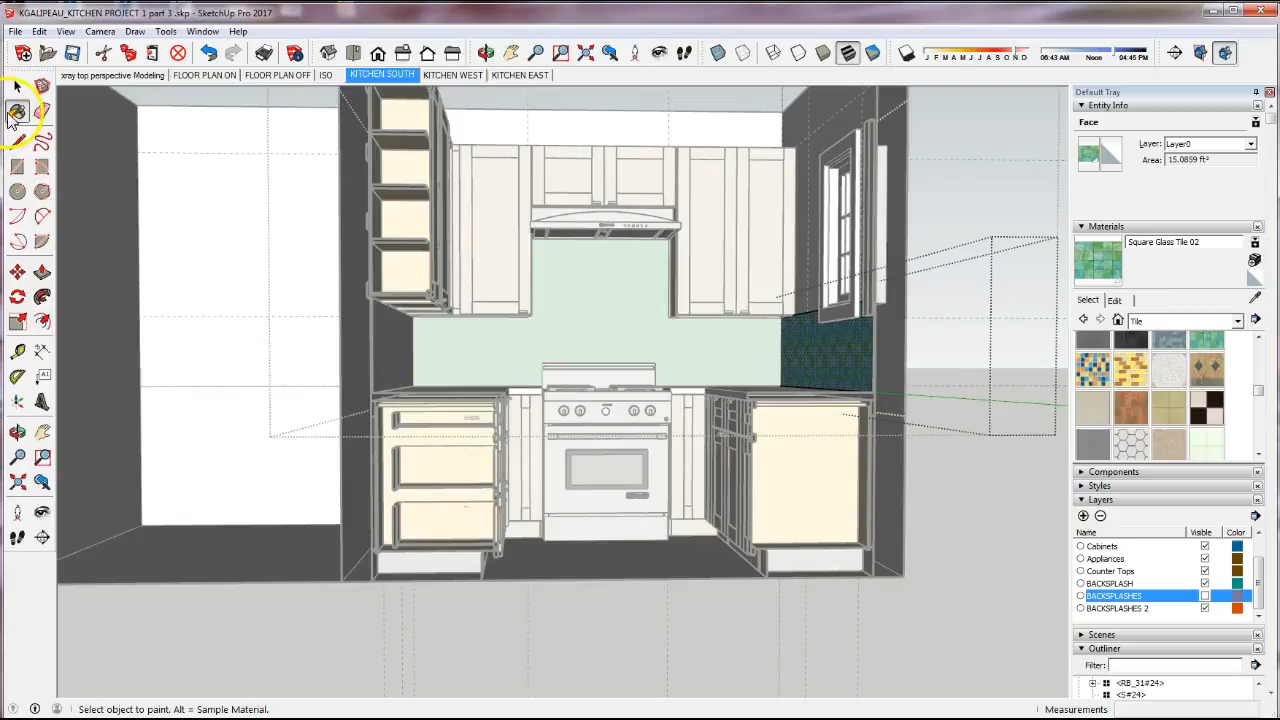 KGALIPEAU_KITCHEN PROJECT 1 part 3 .skp - SketchUp Pro 2017
File Edit View Camera Draw Tools Window Help
J F M A M J J A S O N D 06:43 AM Noon 04:45 PM
xray top perspective Modeling FLOOR PLAN ON FLOOR PLAN OFF ISO KITCHEN SOUTH KITCHEN WEST KITCHEN EAST
Default Tray
Entity Info
Face
Layer: Layer0
Area: 15.0859 ft²
Materials
Square Glass Tile 02
Select Edit
Tile
Components
Styles
Layers
Name Visible Color
Cabinets
Appliances
Counter Tops
BACKSPLASH
BACKSPLASHES
BACKSPLASHES 2
Scenes
Outliner
Filter:
<RB_31#24>
<S#24>
Select object to paint. Alt = Sample Material.
Measurements